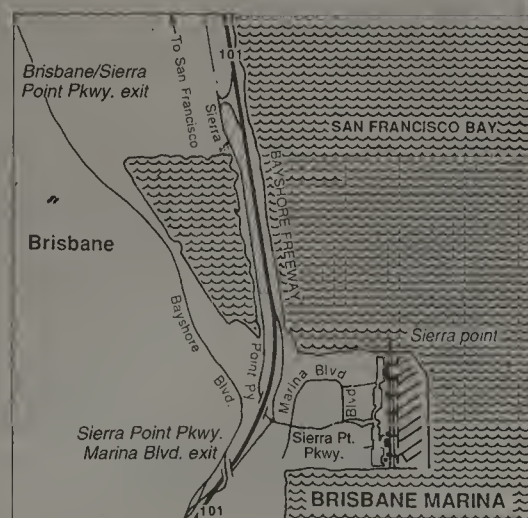 101
To San Francisco
Brisbane/Sierra
Point Pkwy. exit
Sierra
SAN FRANCISCO BAY
BAYSHORE FREEWAY
Brisbane
Bayshore
Blvd.
Point Py
Sierra point
Marina Blvd
Blvd
Sierra Point Pkwy.
Marina Blvd. exit
Sierra Pt.
Pkwy.
BRISBANE MARINA
101